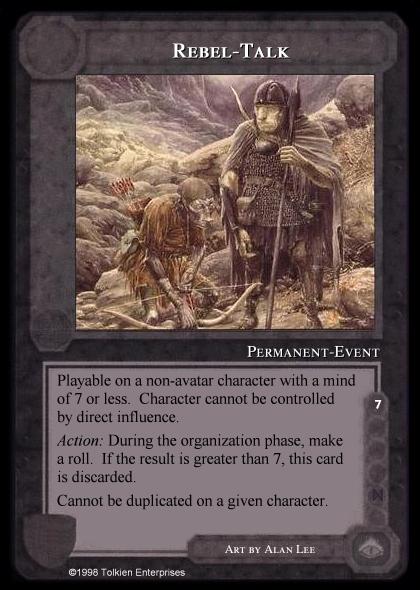 Rebel-Talk
Permanent-Event
Playable on a non-avatar character with a mind
of 7 or less. Character cannot be controlled
by direct influence.
7
Action: During the organization phase, make
a roll. If the result is greater than 7, this card
is discarded.
Cannot be duplicated on a given character.
Art by Alan Lee
©1998 Tolkien Enterprises